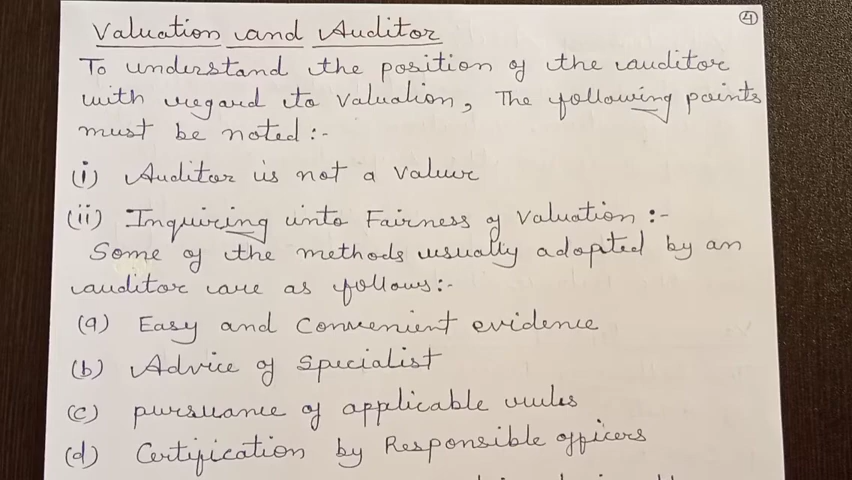 ④
Valuation and Auditor
To understand the position of the auditor
with regard to Valuation, The following points
must be noted :-
(i) Auditor is not a valuer
(ii) Inquiring into Fairness of Valuation :-
Some of the methods usually adopted by an
auditor are as follows:-
(a) Easy and Convenient evidence
(b) Advice of Specialist
(c) pursuance of applicable rules
(d) Certification by Responsible officers